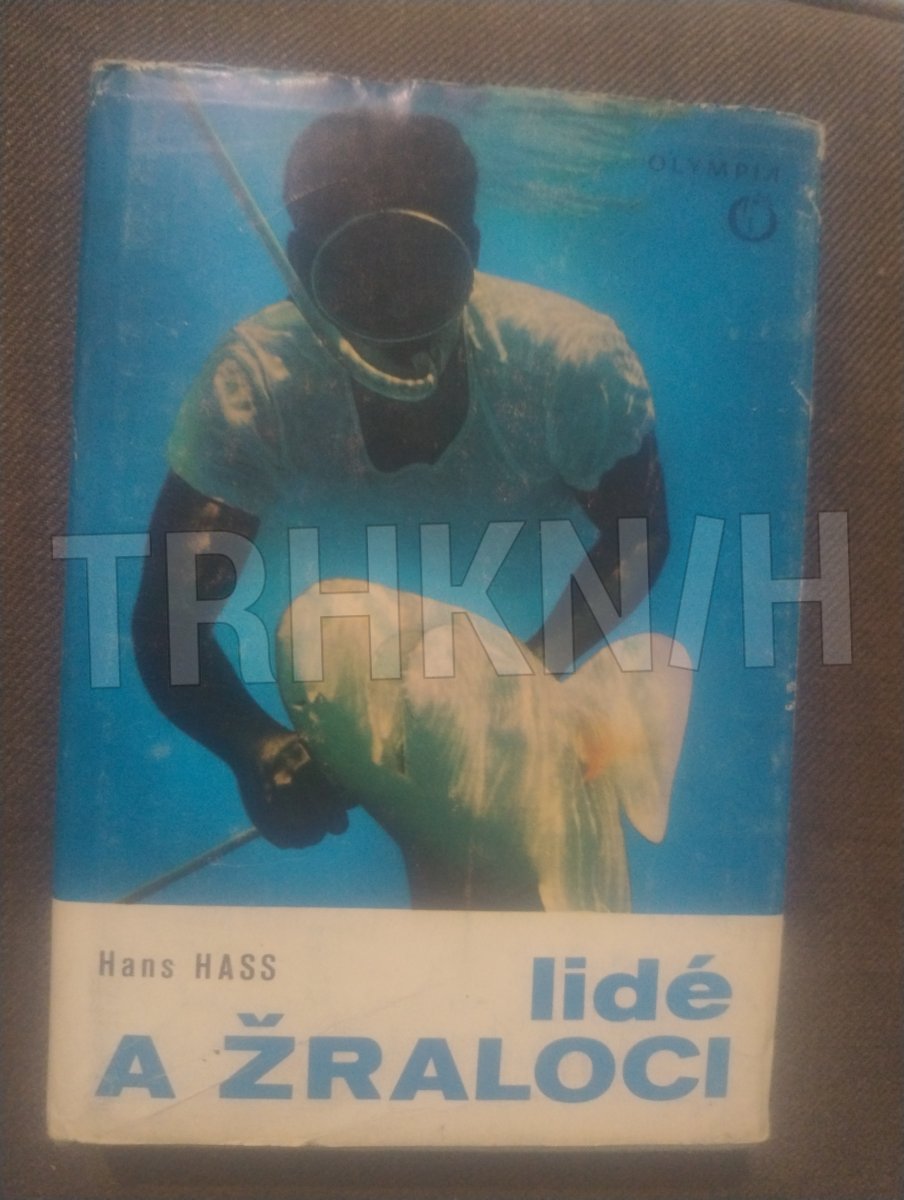 OLYMPIA
TRHKNIH
Hans HASS
lidé
A ŽRALOCI